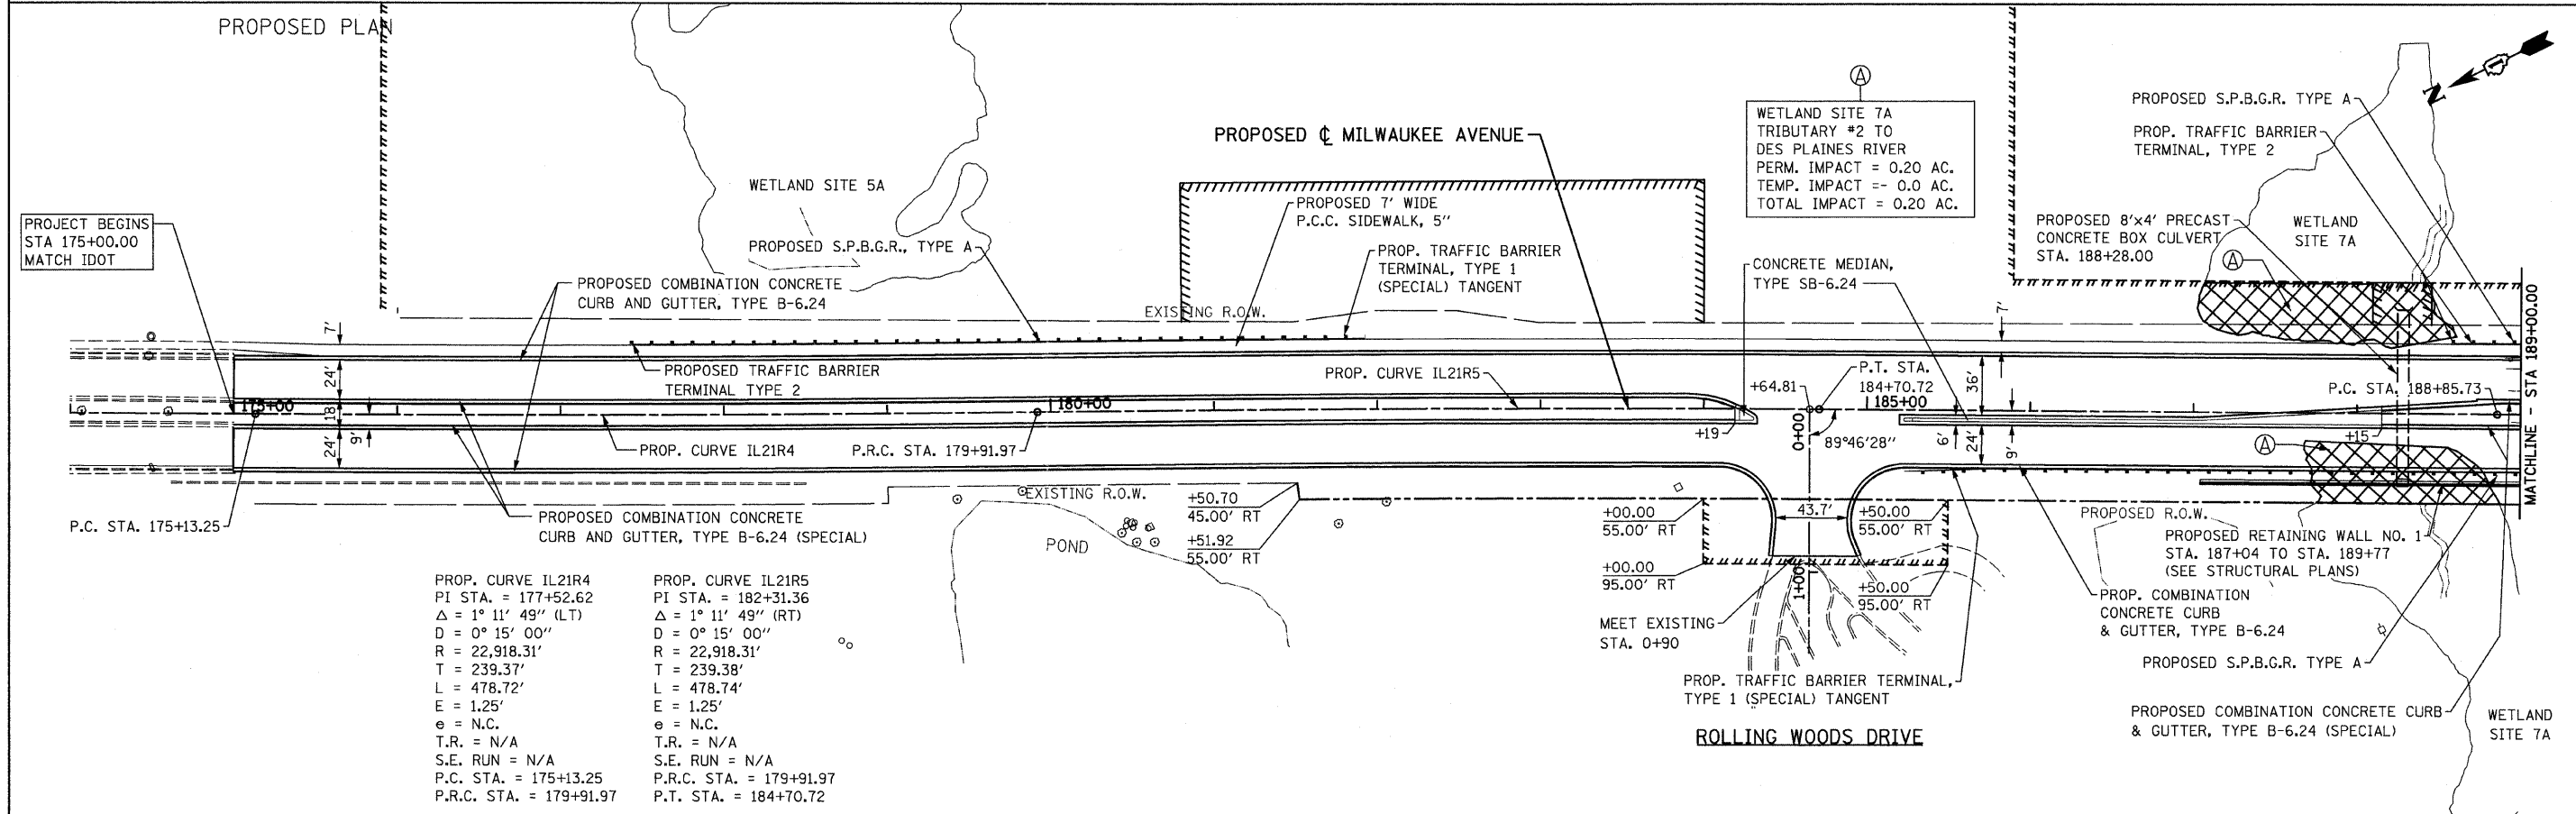 PROPOSED PLAN
PROJECT BEGINS
STA 175+00.00
MATCH IDOT
WETLAND SITE 5A
PROPOSED S.P.B.G.R., TYPE A
PROPOSED COMBINATION CONCRETE
CURB AND GUTTER, TYPE B-6.24
PROPOSED ℄ MILWAUKEE AVENUE
PROPOSED 7' WIDE
P.C.C. SIDEWALK, 5"
PROP. TRAFFIC BARRIER
TERMINAL, TYPE 1
(SPECIAL) TANGENT
EXISTING R.O.W.
A
WETLAND SITE 7A
TRIBUTARY #2 TO
DES PLAINES RIVER
PERM. IMPACT = 0.20 AC.
TEMP. IMPACT =- 0.0 AC.
TOTAL IMPACT = 0.20 AC.
CONCRETE MEDIAN,
TYPE SB-6.24
N
PROPOSED S.P.B.G.R. TYPE A
PROP. TRAFFIC BARRIER
TERMINAL, TYPE 2
PROPOSED 8'x4' PRECAST
CONCRETE BOX CULVERT
STA. 188+28.00
WETLAND
SITE 7A
A
MATCHLINE - STA 189+00.00
7'
24'
18'
9'
24'
175+00
PROPOSED TRAFFIC BARRIER
TERMINAL TYPE 2
PROP. CURVE IL21R4
180+00
P.R.C. STA. 179+91.97
PROP. CURVE IL21R5
+19
+64.81
P.T. STA.
184+70.72
185+00
0+00
89°46'28"
7'
36'
6'
24'
9'
P.C. STA. 188+85.73
+15
A
P.C. STA. 175+13.25
PROPOSED COMBINATION CONCRETE
CURB AND GUTTER, TYPE B-6.24 (SPECIAL)
EXISTING R.O.W.
POND
+50.70
45.00' RT
+51.92
55.00' RT
+00.00
55.00' RT
+00.00
95.00' RT
43.7'
+50.00
55.00' RT
+50.00
95.00' RT
1+00
MEET EXISTING
STA. 0+90
PROP. TRAFFIC BARRIER TERMINAL,
TYPE 1 (SPECIAL) TANGENT
ROLLING WOODS DRIVE
PROPOSED R.O.W.
PROPOSED RETAINING WALL NO. 1
STA. 187+04 TO STA. 189+77
(SEE STRUCTURAL PLANS)
PROP. COMBINATION
CONCRETE CURB
& GUTTER, TYPE B-6.24
PROPOSED S.P.B.G.R. TYPE A
PROPOSED COMBINATION CONCRETE CURB
& GUTTER, TYPE B-6.24 (SPECIAL)
WETLAND
SITE 7A
PROP. CURVE IL21R4
PI STA. = 177+52.62
Δ = 1° 11' 49" (LT)
D = 0° 15' 00"
R = 22,918.31'
T = 239.37'
L = 478.72'
E = 1.25'
e = N.C.
T.R. = N/A
S.E. RUN = N/A
P.C. STA. = 175+13.25
P.R.C. STA. = 179+91.97
PROP. CURVE IL21R5
PI STA. = 182+31.36
Δ = 1° 11' 49" (RT)
D = 0° 15' 00"
R = 22,918.31'
T = 239.38'
L = 478.74'
E = 1.25'
e = N.C.
T.R. = N/A
S.E. RUN = N/A
P.R.C. STA. = 179+91.97
P.T. STA. = 184+70.72